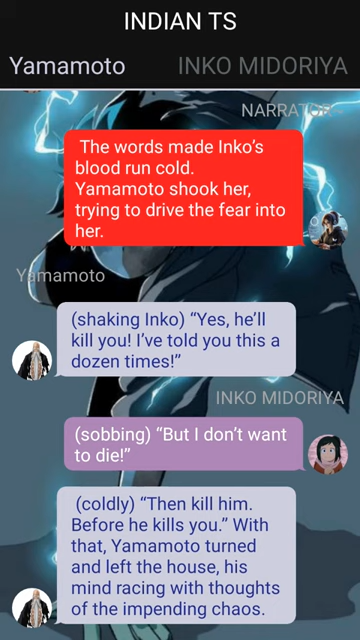 INDIAN TS
Yamamoto INKO MIDORIYA
NARRATOR
The words made Inko’s
blood run cold.
Yamamoto shook her,
trying to drive the fear into
her.
Yamamoto
(shaking Inko) “Yes, he’ll
kill you! I’ve told you this a
dozen times!”
INKO MIDORIYA
(sobbing) “But I don’t want
to die!”
(coldly) “Then kill him.
Before he kills you.” With
that, Yamamoto turned
and left the house, his
mind racing with thoughts
of the impending chaos.